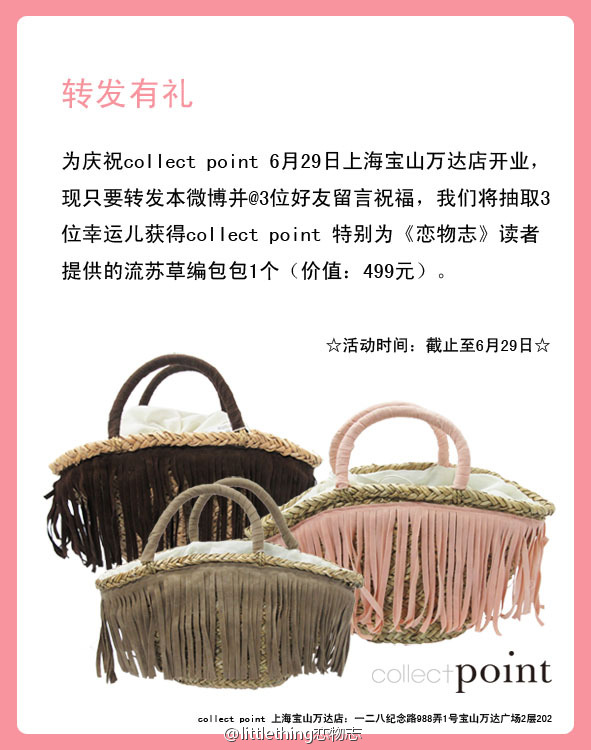 转发有礼
为庆祝collect point 6月29日上海宝山万达店开业，
现只要转发本微博并@3位好友留言祝福，我们将抽取3
位幸运儿获得collect point 特别为《恋物志》读者
提供的流苏草编包包1个（价值：499元）。
☆活动时间：截止至6月29日☆
collect point
collect point 上海宝山万达店：一二八纪念路988弄1号宝山万达广场2层202
@littlething恋物志